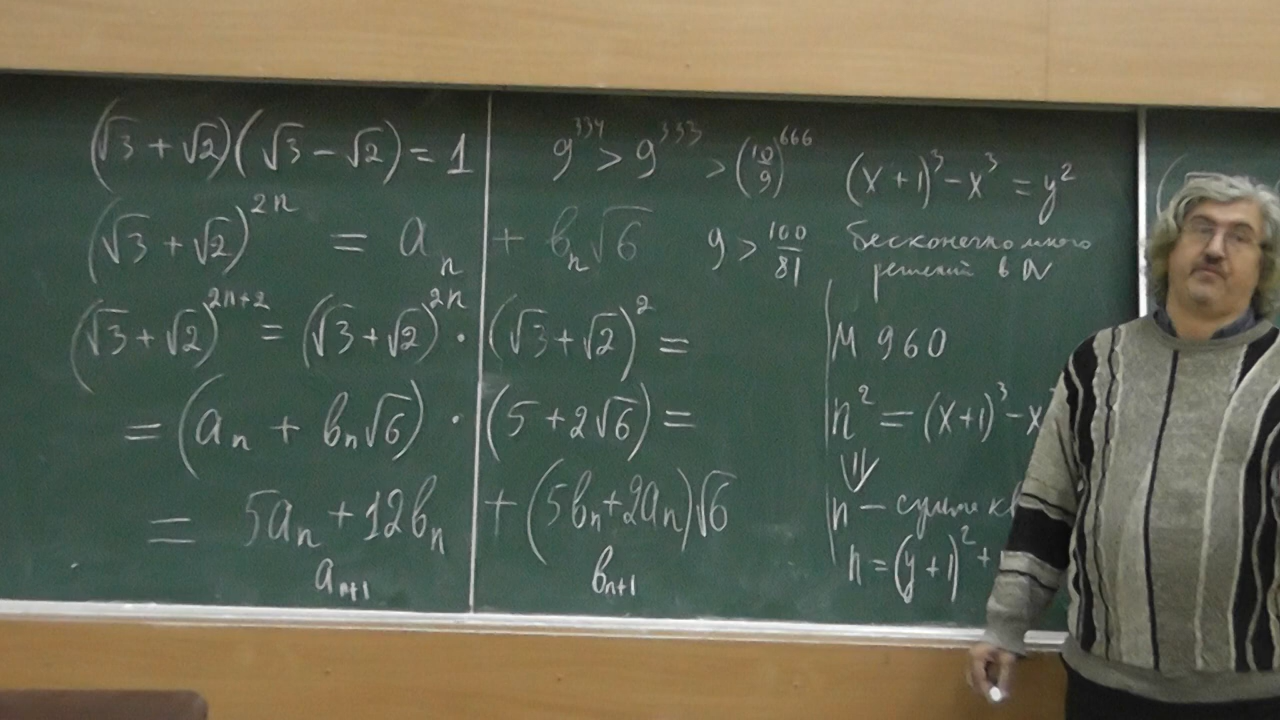 (√3 + √2)(√3 − √2) = 1
(√3 + √2)^{2n} = a_n + b_n√6
(√3 + √2)^{2n+2} = (√3 + √2)^{2n} · (√3 + √2)^2 =
= (a_n + b_n√6) · (5 + 2√6) =
= 5a_n + 12b_n + (5b_n + 2a_n)√6
a_{n+1} b_{n+1}
9^{334} > 9^{333} > (10/9)^{666}
9 > 100/81
(x + 1)^3 − x^3 = y^2
бесконечно много
решений в N
М 960
n^2 = (x+1)^3 − x
⇓
n − сумма кв
n = (y+1)^2 +